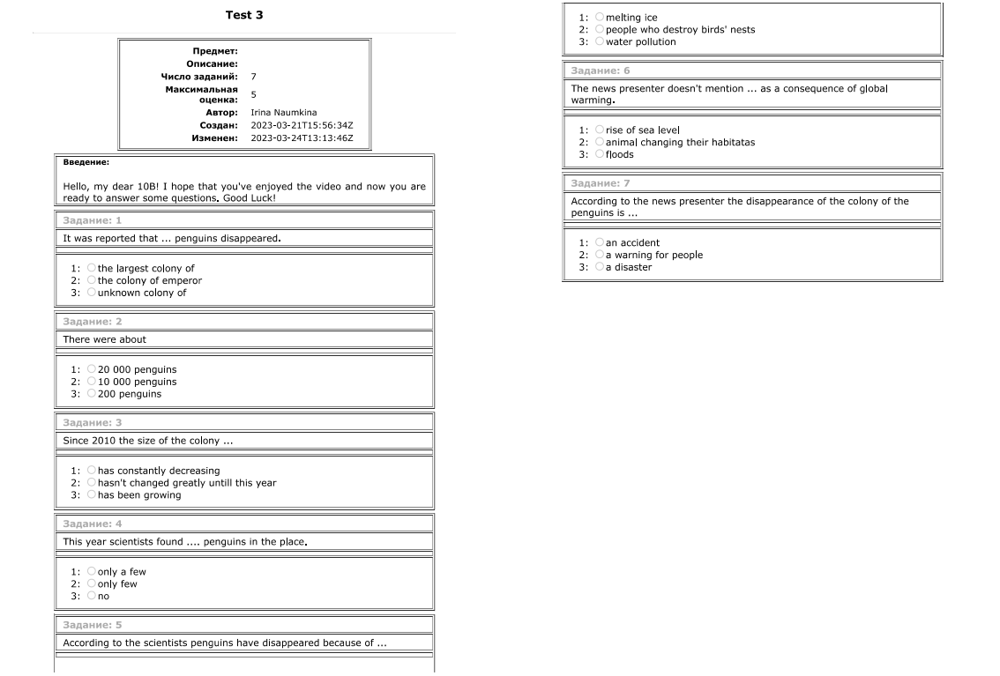 Test 3
Предмет:
Описание:
Число заданий: 7
Максимальная
оценка: 5
Автор: Irina Naumkina
Создан: 2023-03-21T15:56:34Z
Изменен: 2023-03-24T13:13:46Z
Введение:
Hello, my dear 10B! I hope that you've enjoyed the video and now you are
ready to answer some questions. Good Luck!
Задание: 1
It was reported that ... penguins disappeared.
1: the largest colony of
2: the colony of emperor
3: unknown colony of
Задание: 2
There were about
1: 20 000 penguins
2: 10 000 penguins
3: 200 penguins
Задание: 3
Since 2010 the size of the colony ...
1: has constantly decreasing
2: hasn't changed greatly untill this year
3: has been growing
Задание: 4
This year scientists found .... penguins in the place.
1: only a few
2: only few
3: no
Задание: 5
According to the scientists penguins have disappeared because of ...
1: melting ice
2: people who destroy birds' nests
3: water pollution
Задание: 6
The news presenter doesn't mention ... as a consequence of global
warming.
1: rise of sea level
2: animal changing their habitatas
3: floods
Задание: 7
According to the news presenter the disappearance of the colony of the
penguins is ...
1: an accident
2: a warning for people
3: a disaster